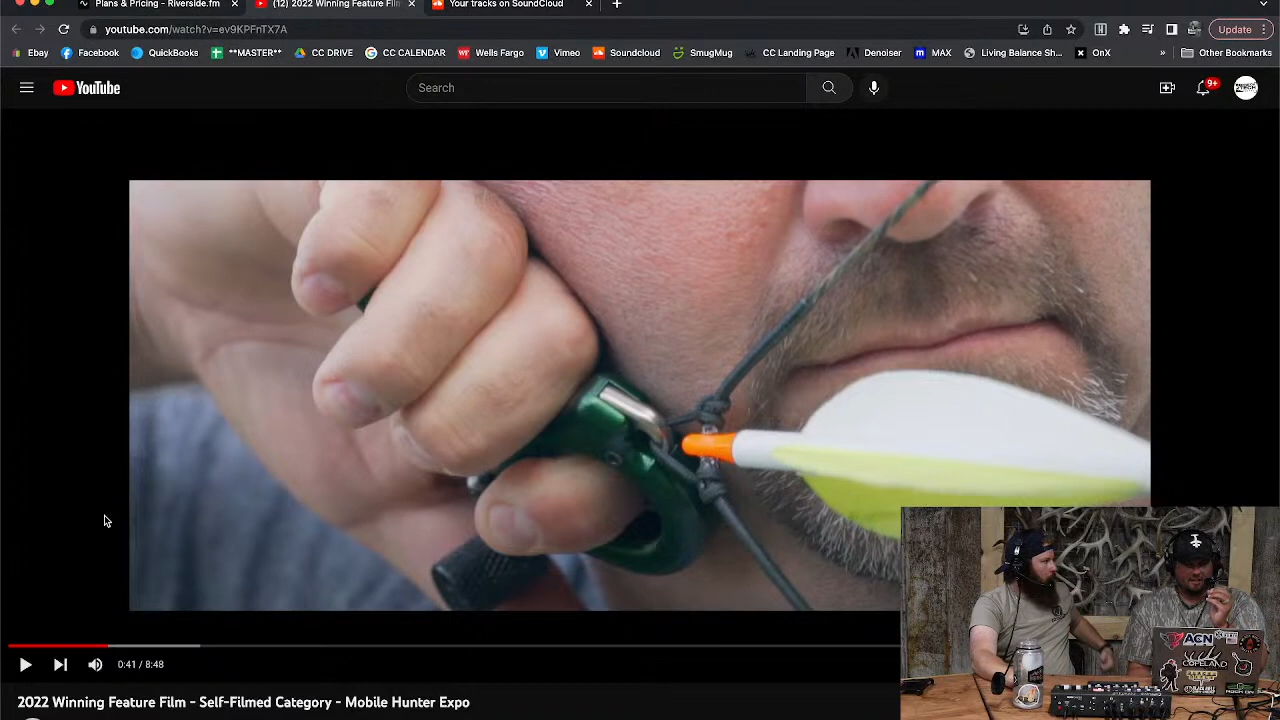 Plans & Pricing - Riverside.fm
(12) 2022 Winning Feature Film
Your tracks on SoundCloud
youtube.com/watch?v=ev9KPFnTX7A
Update
Ebay
Facebook
QuickBooks
**MASTER**
CC DRIVE
CC CALENDAR
Wells Fargo
Vimeo
Soundcloud
SmugMug
CC Landing Page
Denoiser
MAX
Living Balance Sh...
OnX
»
Other Bookmarks
YouTube
Search
9+
0:41 / 8:48
ACN
COPELAND
2022 Winning Feature Film - Self-Filmed Category - Mobile Hunter Expo